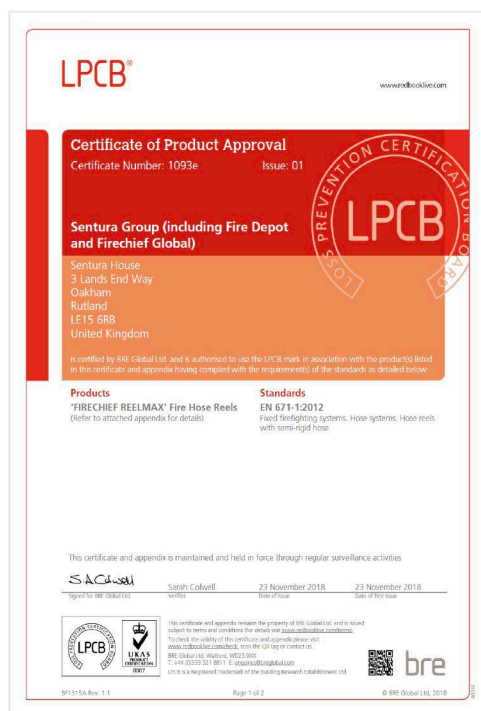 LPCB®
www.redbooklive.com
Certificate of Product Approval
Certificate Number: 1093e Issue: 01
LOSS PREVENTION CERTIFICATION BOARD
LPCB
Sentura Group (including Fire Depot
and Firechief Global)
Sentura House
3 Lands End Way
Oakham
Rutland
LE15 6RB
United Kingdom
is certified by BRE Global Ltd. and is authorised to use the LPCB mark in association with the product(s) listed
in this certificate and appendix having complied with the requirement(s) of the standards as detailed below:
Products
'FIRECHIEF REELMAX' Fire Hose Reels
(Refer to attached appendix for details)
Standards
EN 671-1:2012
Fixed firefighting systems. Hose systems. Hose reels
with semi-rigid hose
This certificate and appendix is maintained and held in force through regular surveillance activities
Sarah Colwell 23 November 2018 23 November 2018
Signed for BRE Global Ltd Verifier Date of Issue Date of First Issue
LPCB
UKAS
PRODUCT
CERTIFICATION
0007
This certificate and appendix remains the property of BRE Global Ltd. and is issued
subject to terms and conditions (for details visit www.redbooklive.com/terms).
To check the validity of this certificate and appendix please visit
www.redbooklive.com/check, scan the QR tag or contact us.
BRE Global Ltd, Watford, WD25 9XX
T: +44 (0)333 321 8811 E: enquiries@breglobal.com
LPCB is a Registered Trademark of the Building Research Establishment Ltd
bre
BF1315A Rev. 1.1 Page 1 of 2 © BRE Global Ltd, 2018